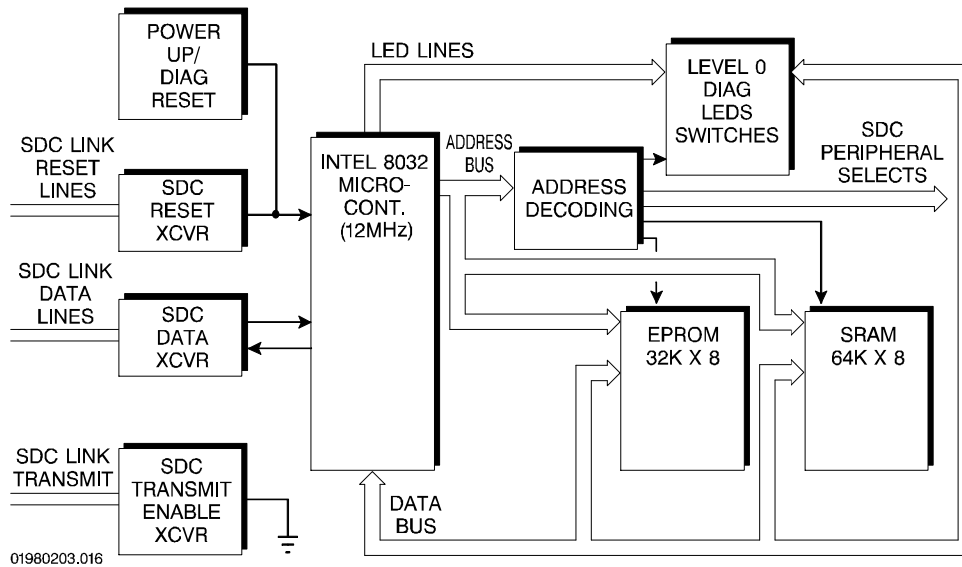 POWER
UP/
DIAG
RESET
LED LINES
LEVEL 0
DIAG
LEDS
SWITCHES
SDC LINK
RESET
LINES
SDC
RESET
XCVR
INTEL 8032
MICRO-
CONT.
(12MHz)
ADDRESS
BUS
ADDRESS
DECODING
SDC
PERIPHERAL
SELECTS
SDC LINK
DATA
LINES
SDC
DATA
XCVR
EPROM
32K X 8
SRAM
64K X 8
SDC LINK
TRANSMIT
SDC
TRANSMIT
ENABLE
XCVR
DATA
BUS
01980203.016